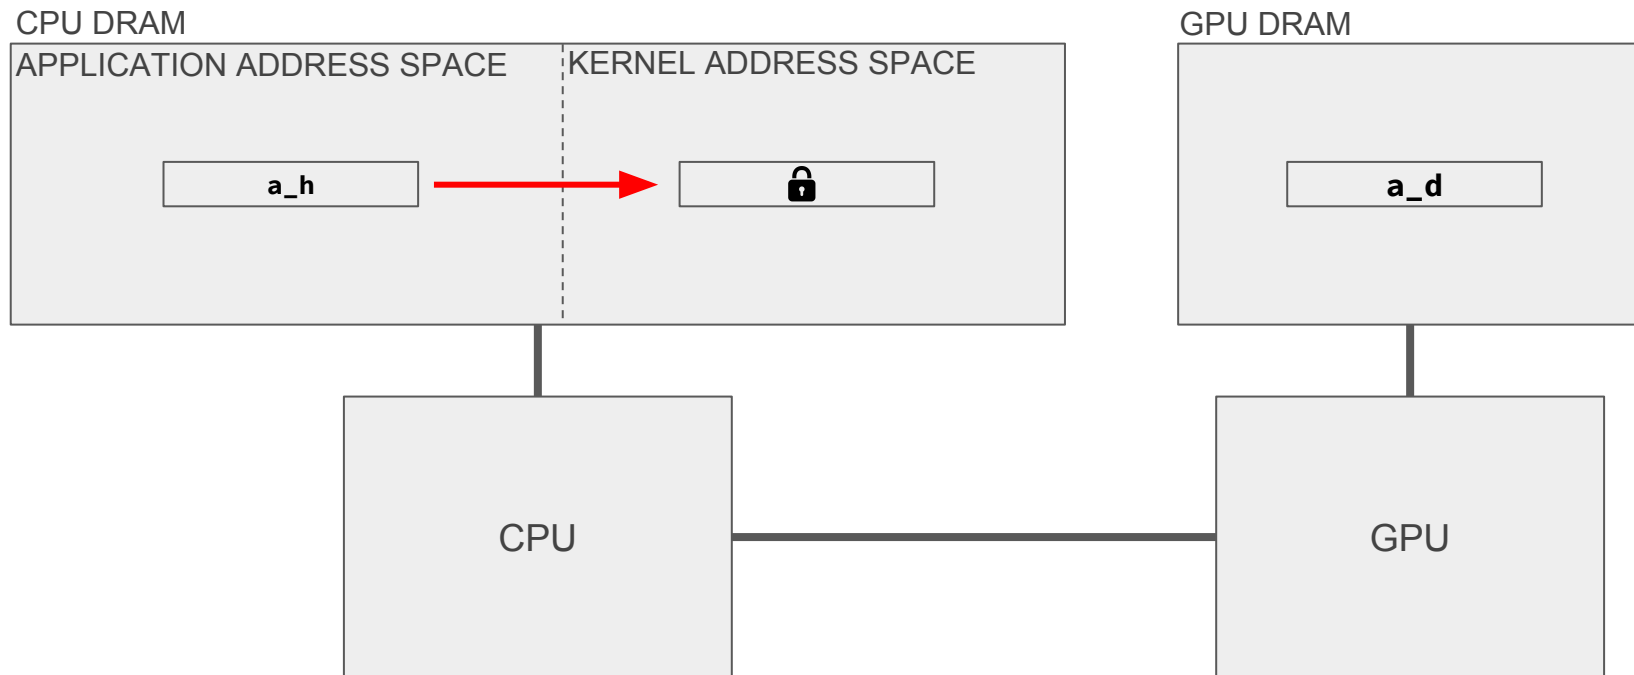 CPU DRAM
GPU DRAM
APPLICATION ADDRESS SPACE
KERNEL ADDRESS SPACE
a_h
a_d
CPU
GPU